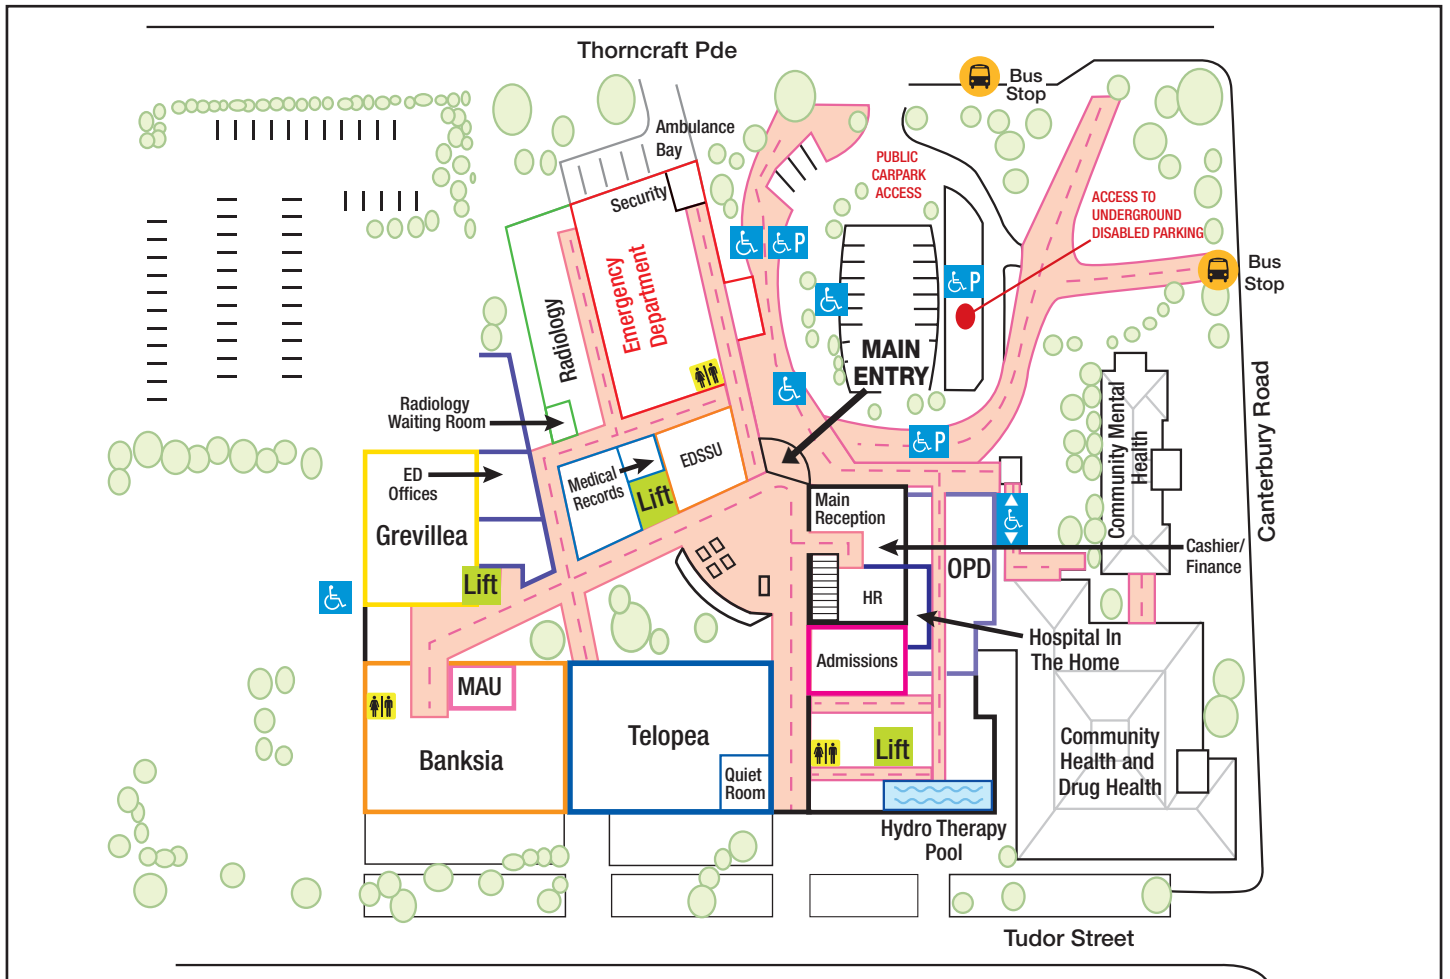 Thorncraft Pde
Bus
Stop
Ambulance
Bay
PUBLIC
CARPARK
ACCESS
Security
ACCESS TO
UNDERGROUND
DISABLED PARKING
P
Emergency
Department
Bus
Stop
P
Radiology
MAIN
ENTRY
Radiology
Waiting Room
Community Mental
Health
Canterbury Road
P
EDSSU
ED
Offices
Medical
Records
Lift
Main
Reception
Grevillea
Cashier/
Finance
OPD
Lift
HR
Hospital In
The Home
Admissions
MAU
Telopea
Lift
Community
Health and
Drug Health
Banksia
Quiet
Room
Hydro Therapy
Pool
Tudor Street